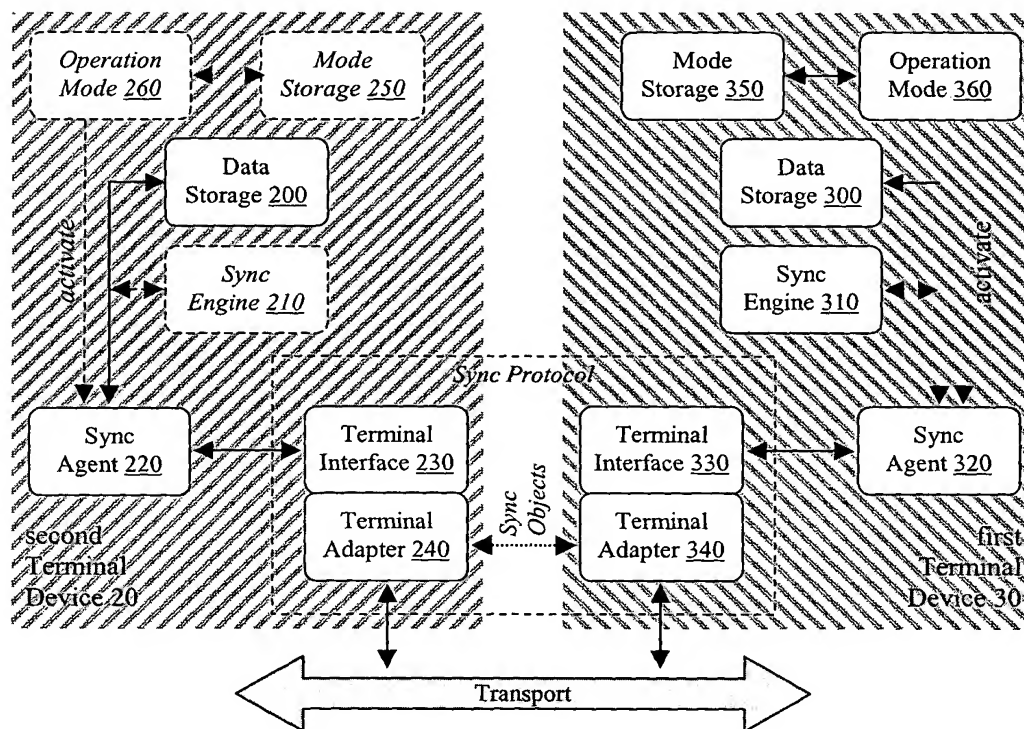 Operation
Mode 260
Mode
Storage 250
Mode
Storage 350
Operation
Mode 360
Data
Storage 200
Data
Storage 300
activate
Sync
Engine 210
Sync
Engine 310
activate
Sync Protocol
Sync
Agent 220
Terminal
Interface 230
Terminal
Interface 330
Sync
Agent 320
Sync
Objects
Terminal
Adapter 240
Terminal
Adapter 340
second
Terminal
Device 20
first
Terminal
Device 30
Transport